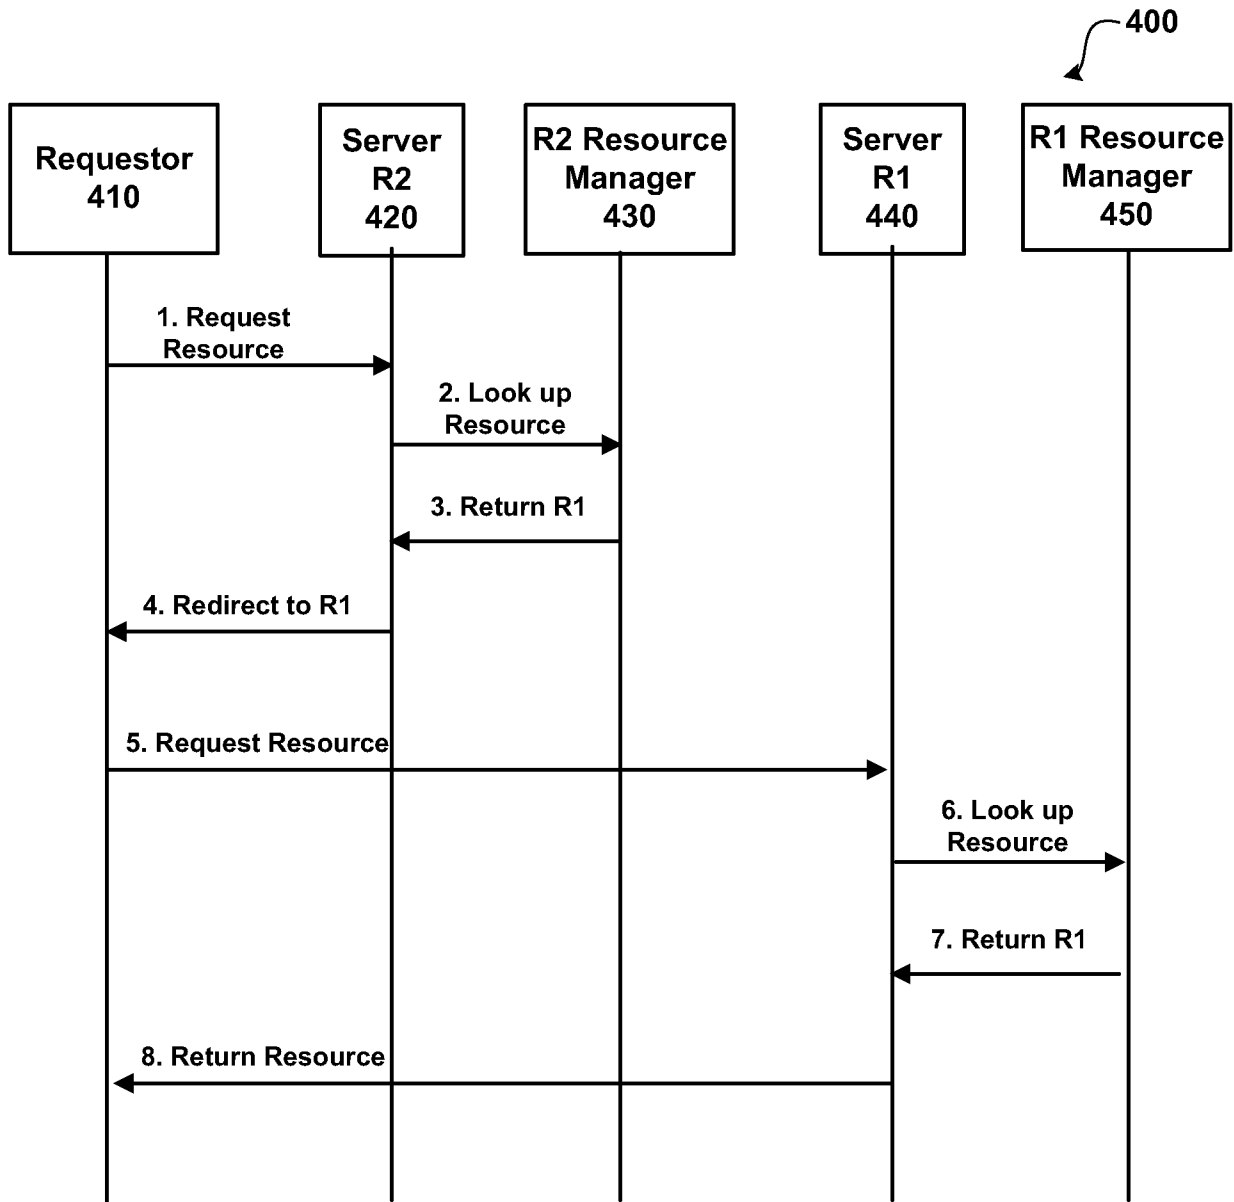 400
Requestor
410
Server
R2
420
R2 Resource
Manager
430
Server
R1
440
R1 Resource
Manager
450
1. Request
Resource
2. Look up
Resource
3. Return R1
4. Redirect to R1
5. Request Resource
6. Look up
Resource
7. Return R1
8. Return Resource